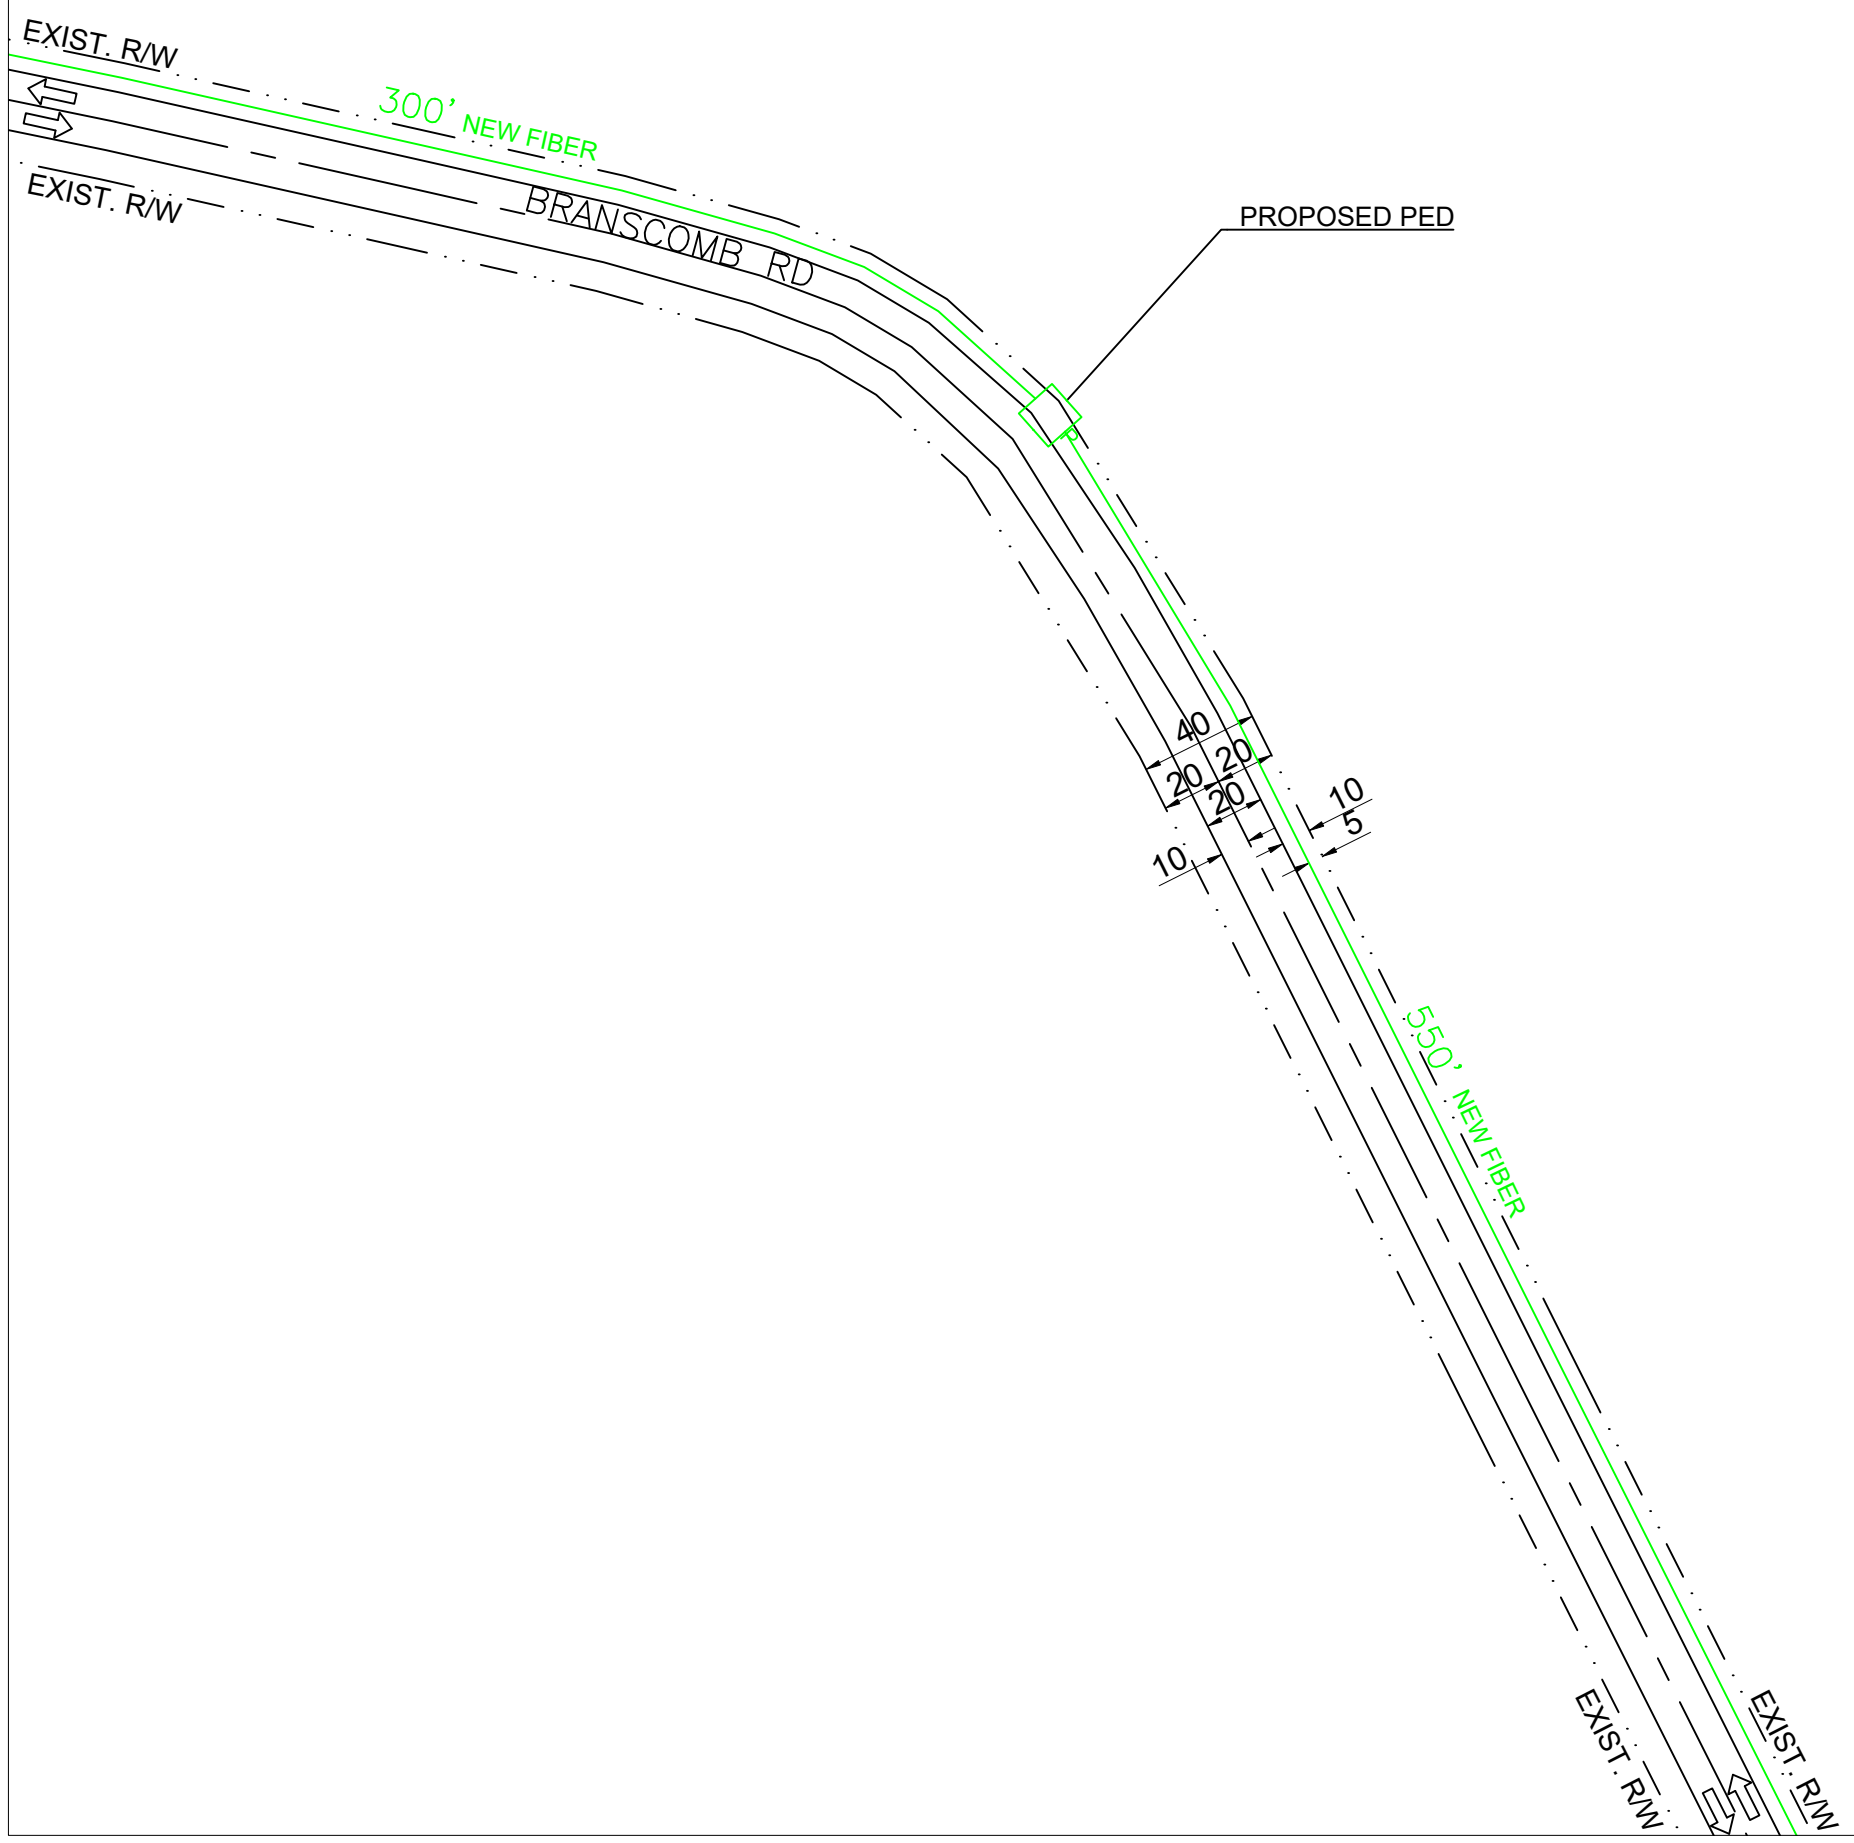 EXIST. R/W
300' NEW FIBER
EXIST. R/W
BRANSCOMB RD
PROPOSED PED
P
40
20
20
20
10
5
10
550' NEW FIBER
EXIST. R/W
EXIST. R/W